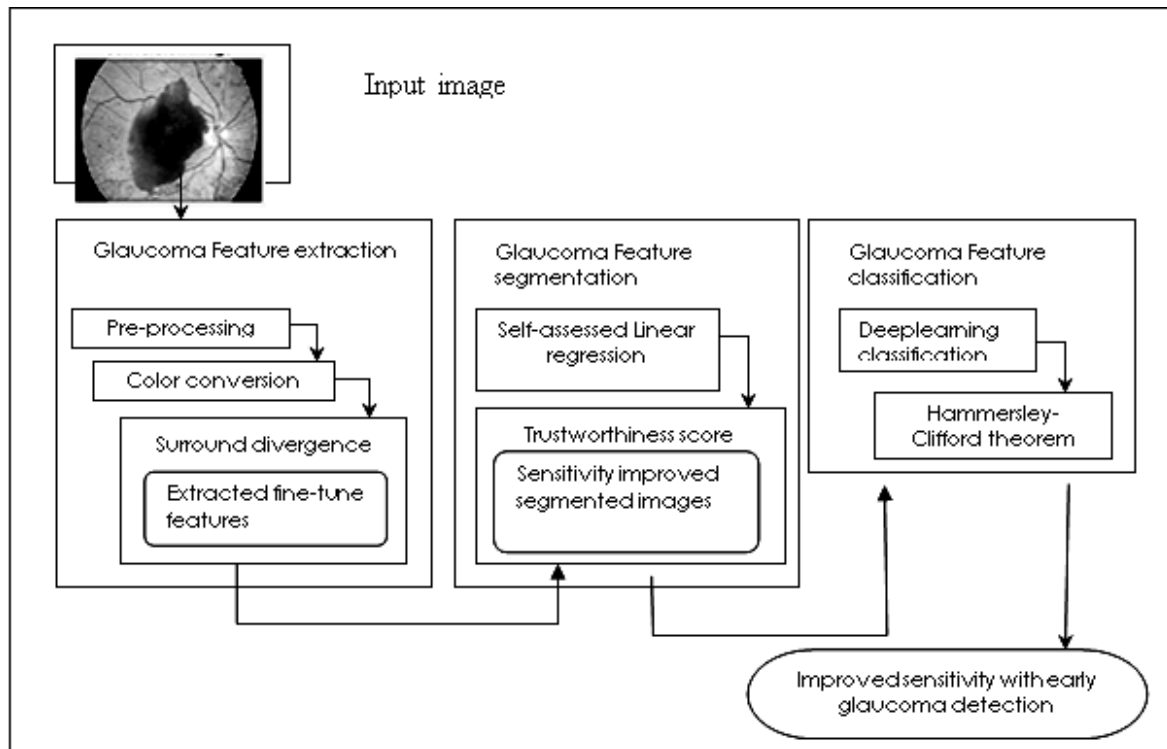 Input image
Glaucoma Feature extraction
Pre-processing
Color conversion
Surround divergence
Extracted fine-tune
features
Glaucoma Feature
segmentation
Self-assessed Linear
regression
Trustworthiness score
Sensitivity improved
segmented images
Glaucoma Feature
classification
Deeplearning
classification
Hammersley-
Clifford theorem
Improved sensitivity with early
glaucoma detection